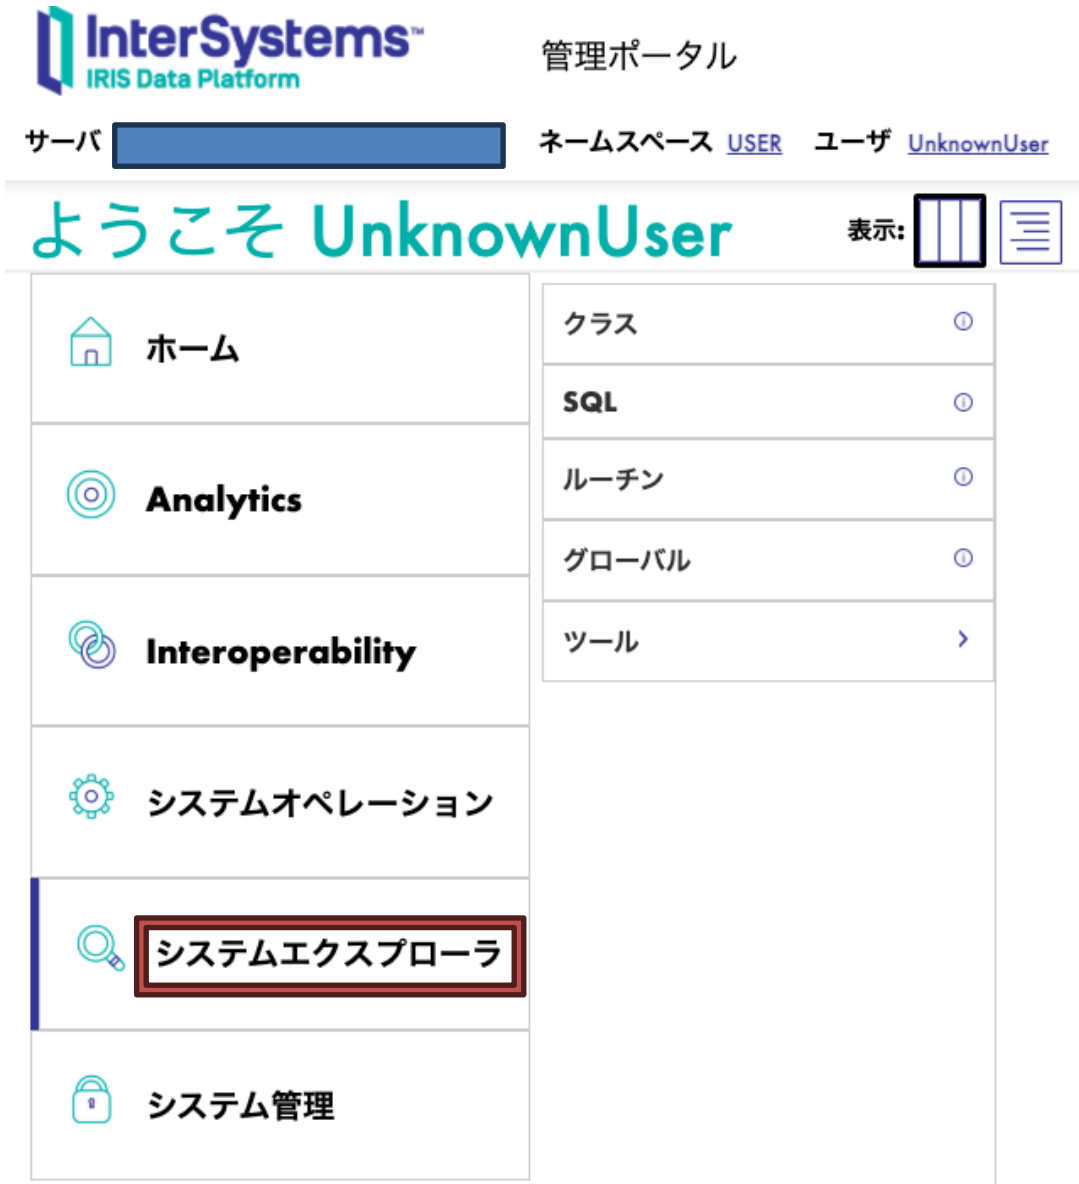 InterSystems™
IRIS Data Platform
管理ポータル
サーバ
ネームスペース USER ユーザ UnknownUser
ようこそ UnknownUser
表示:
ホーム
Analytics
Interoperability
システムオペレーション
システムエクスプローラ
システム管理
クラス
SQL
ルーチン
グローバル
ツール